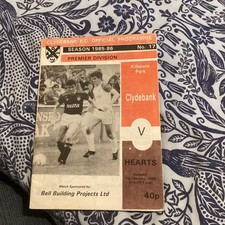 CLYDEBANK F.C. OFFICIAL PROGRAMME
SEASON 1985-86 No. 17
PREMIER DIVISION
Kilbowie
Park
Clydebank
V
HEARTS
Match Sponsored by:
Bell Building Projects Ltd
40p